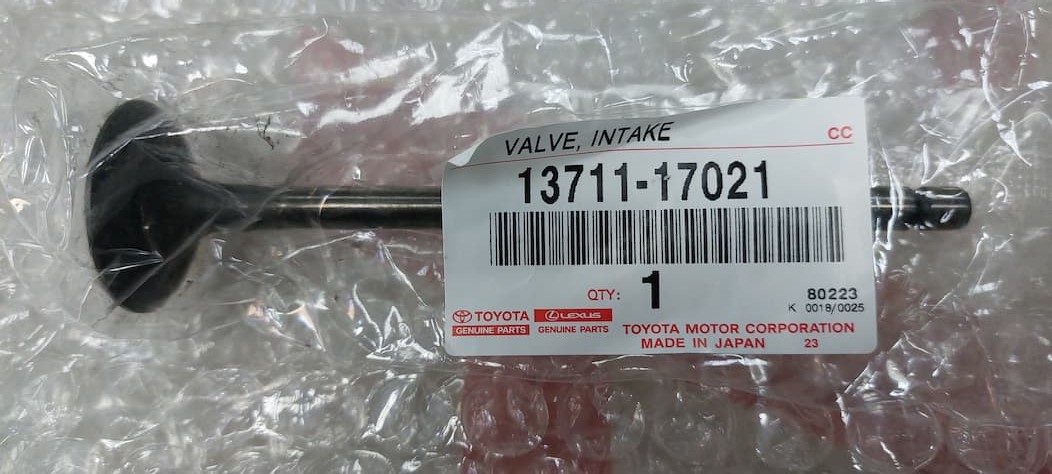 VALVE, INTAKE
CC
13711-17021
QTY: 1
80223
K 0018/0025
TOYOTA LEXUS
GENUINE PARTS GENUINE PARTS
TOYOTA MOTOR CORPORATION
MADE IN JAPAN 23